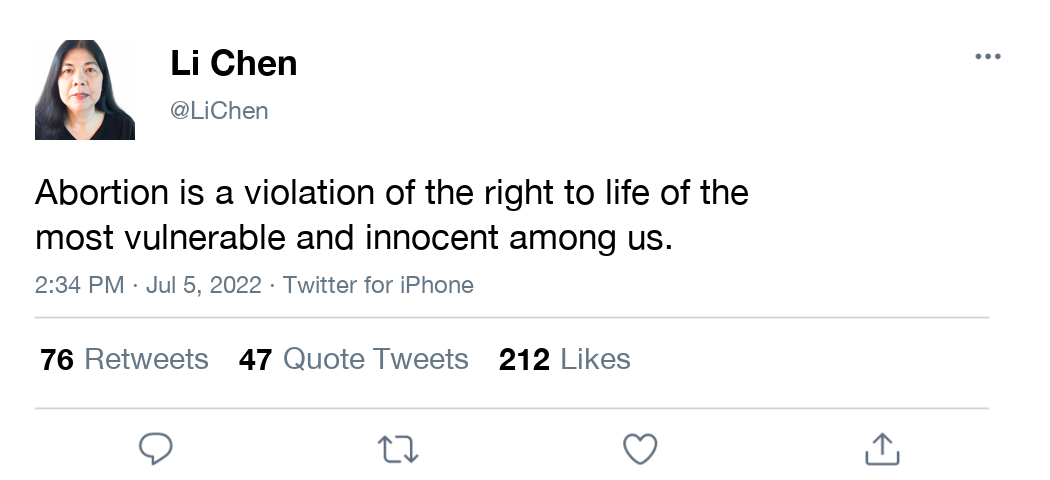 Li Chen
@LiChen
Abortion is a violation of the right to life of the
most vulnerable and innocent among us.
2:34 PM · Jul 5, 2022 · Twitter for iPhone
76 Retweets 47 Quote Tweets 212 Likes